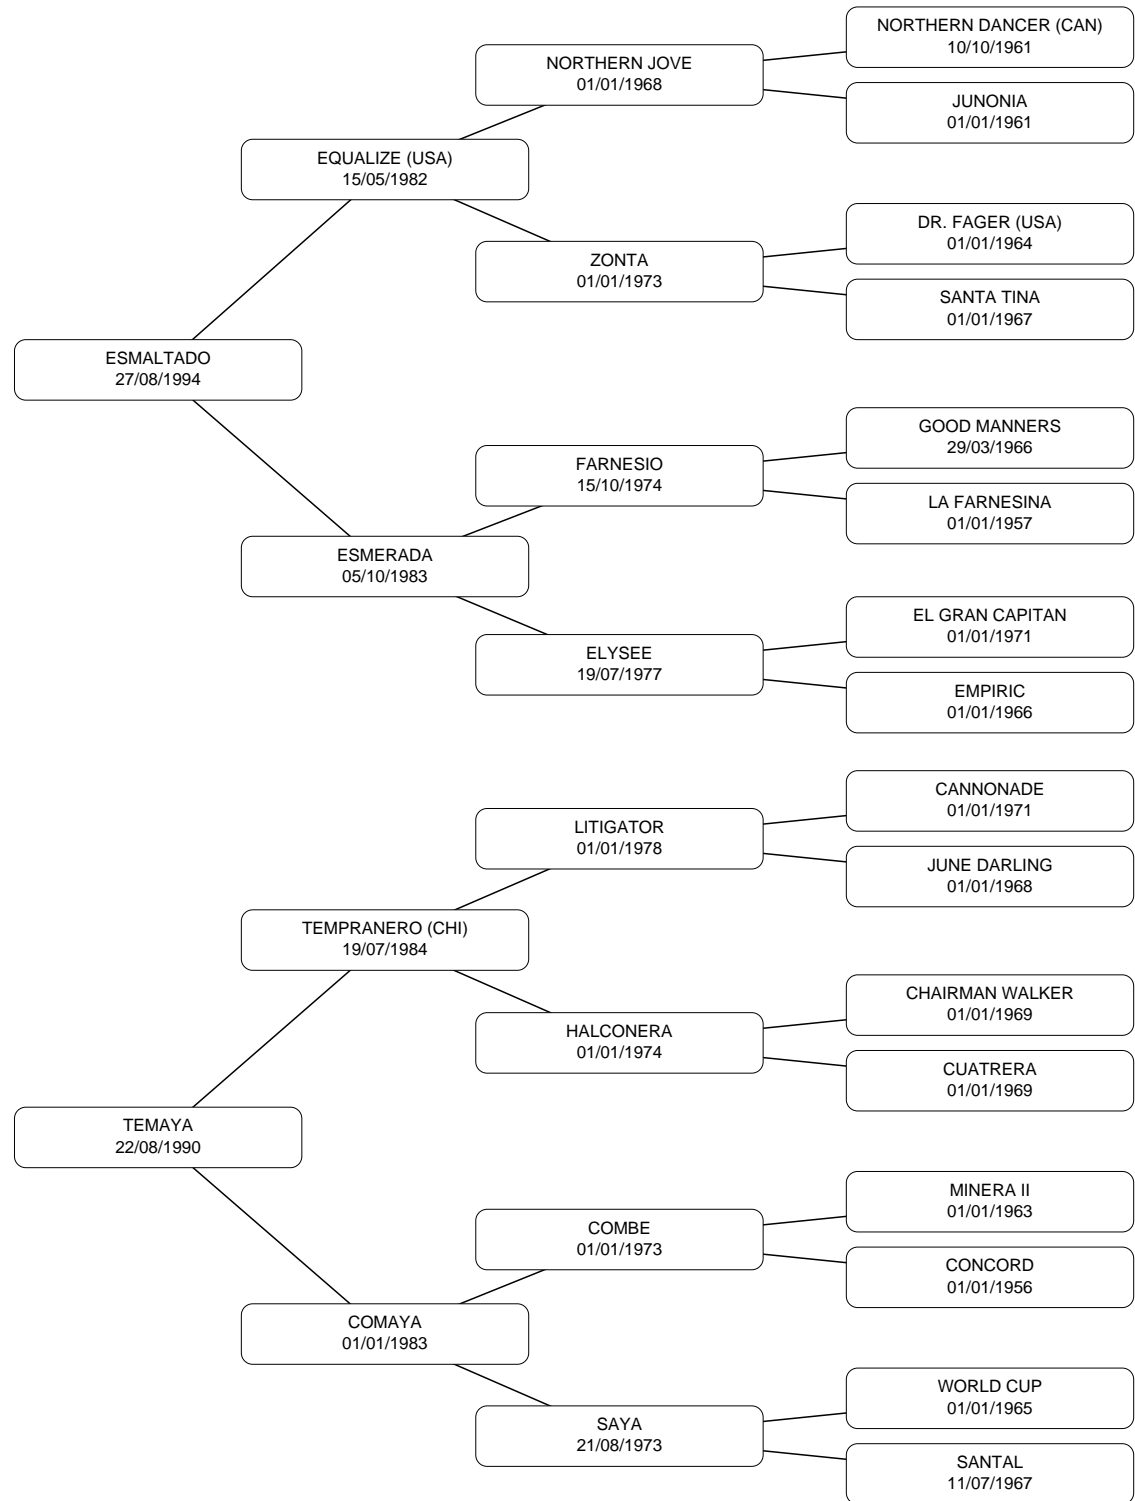 NORTHERN DANCER (CAN)
10/10/1961
NORTHERN JOVE
01/01/1968
JUNONIA
01/01/1961
EQUALIZE (USA)
15/05/1982
DR. FAGER (USA)
01/01/1964
ZONTA
01/01/1973
SANTA TINA
01/01/1967
ESMALTADO
27/08/1994
GOOD MANNERS
29/03/1966
FARNESIO
15/10/1974
LA FARNESINA
01/01/1957
ESMERADA
05/10/1983
EL GRAN CAPITAN
01/01/1971
ELYSEE
19/07/1977
EMPIRIC
01/01/1966
CANNONADE
01/01/1971
LITIGATOR
01/01/1978
JUNE DARLING
01/01/1968
TEMPRANERO (CHI)
19/07/1984
CHAIRMAN WALKER
01/01/1969
HALCONERA
01/01/1974
CUATRERA
01/01/1969
TEMAYA
22/08/1990
MINERA II
01/01/1963
COMBE
01/01/1973
CONCORD
01/01/1956
COMAYA
01/01/1983
WORLD CUP
01/01/1965
SAYA
21/08/1973
SANTAL
11/07/1967